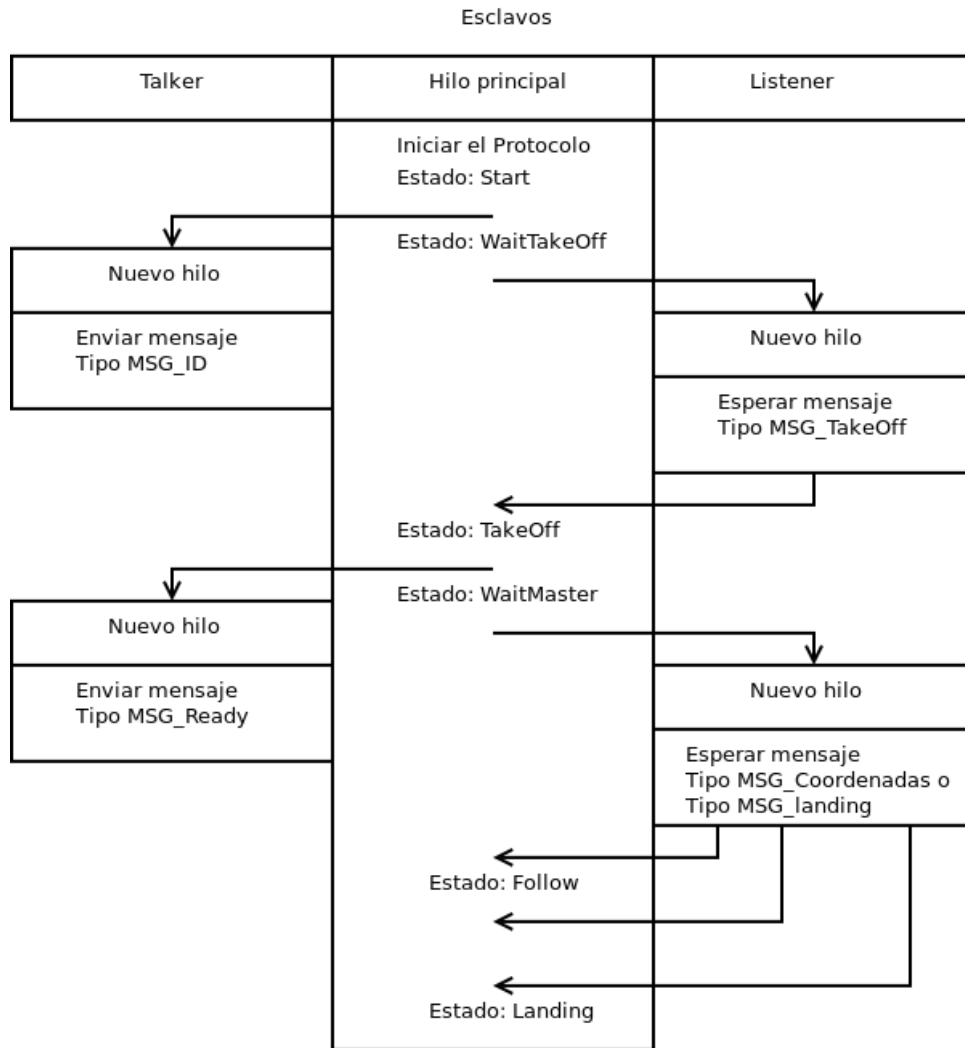 Esclavos
Talker
Hilo principal
Listener
Iniciar el Protocolo
Estado: Start
Estado: WaitTakeOff
Nuevo hilo
Enviar mensaje
Tipo MSG_ID
Nuevo hilo
Esperar mensaje
Tipo MSG_TakeOff
Estado: TakeOff
Estado: WaitMaster
Nuevo hilo
Enviar mensaje
Tipo MSG_Ready
Nuevo hilo
Esperar mensaje
Tipo MSG_Coordenadas o
Tipo MSG_landing
Estado: Follow
Estado: Landing